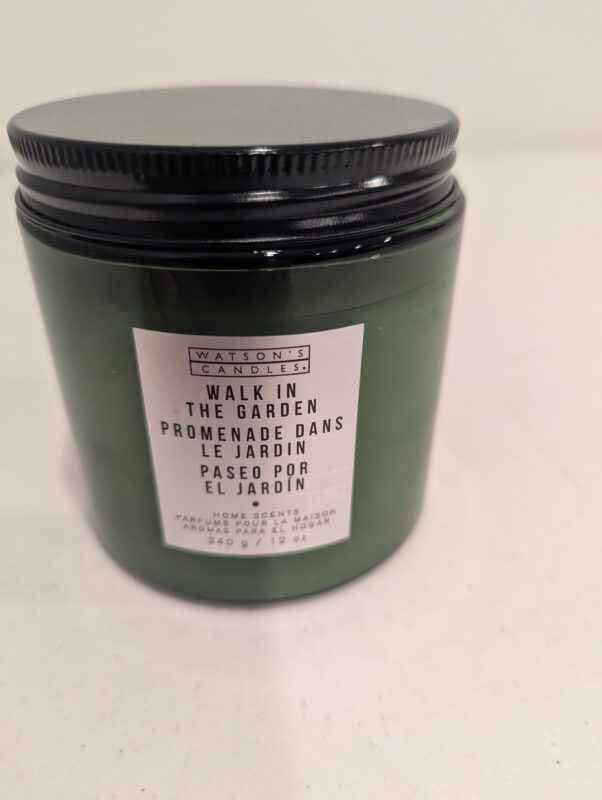 WATSON'S
CANDLES.
WALK IN
THE GARDEN
PROMENADE DANS
LE JARDIN
PASEO POR
EL JARDÍN
HOME SCENTS
PARFUMS POUR LA MAISON
AROMAS PARA EL HOGAR
340 g / 12 oz